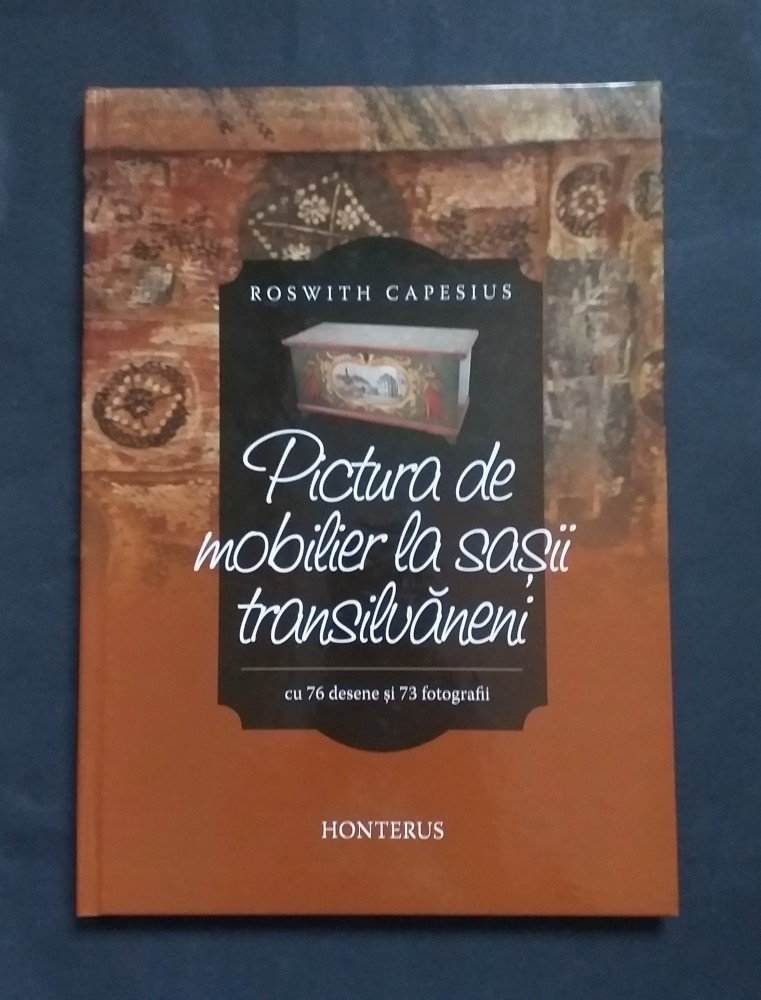 ROSWITH CAPESIUS
Pictura de
mobilier la sașii
transilvăneni
cu 76 desene și 73 fotografii
HONTERUS